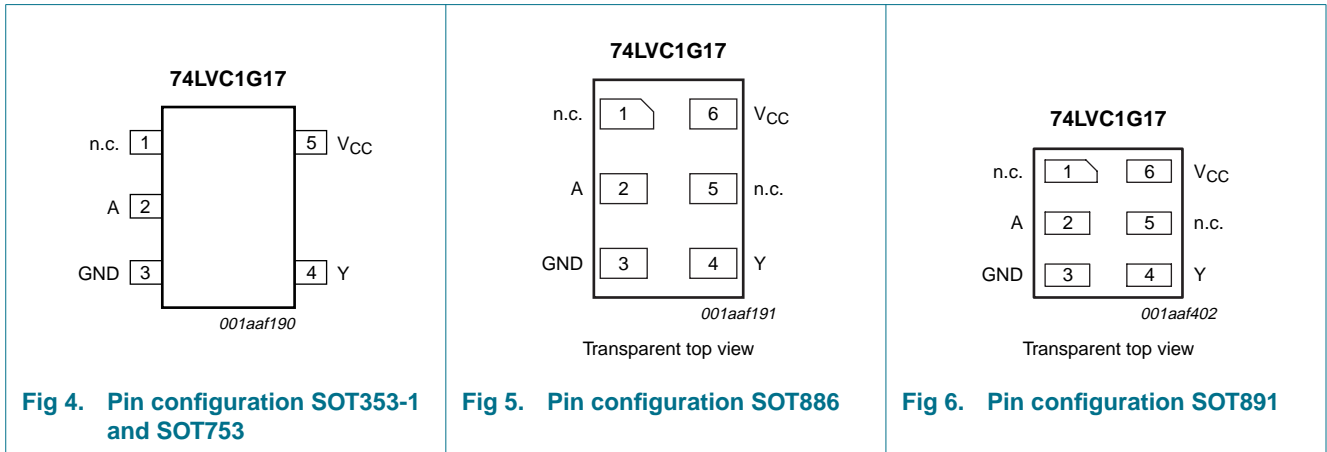 74LVC1G17
n.c. 1
5 VCC
A 2
GND 3
4 Y
001aaf190
Fig 4. Pin configuration SOT353-1
and SOT753
74LVC1G17
n.c. 1 6 VCC
A 2 5 n.c.
GND 3 4 Y
001aaf191
Transparent top view
Fig 5. Pin configuration SOT886
74LVC1G17
n.c. 1 6 VCC
A 2 5 n.c.
GND 3 4 Y
001aaf402
Transparent top view
Fig 6. Pin configuration SOT891